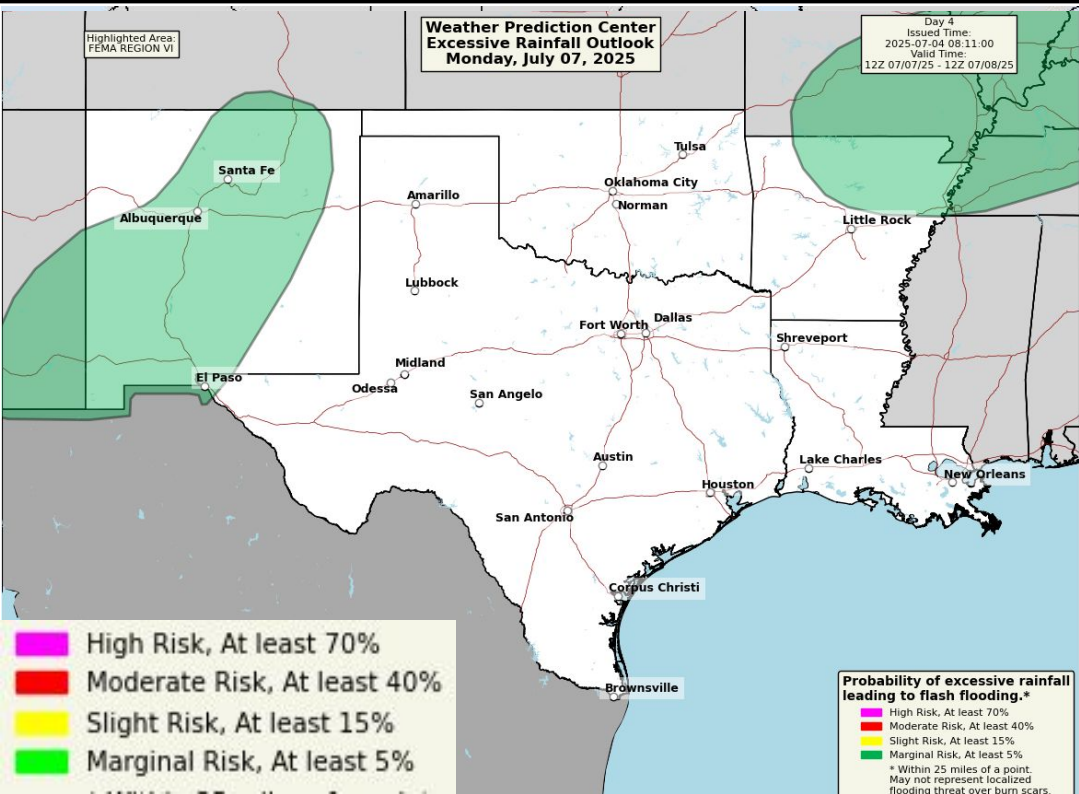 Weather Prediction Center
Excessive Rainfall Outlook
Monday, July 07, 2025
Highlighted Area:
FEMA REGION VI
Day 4
Issued Time:
2025-07-04 08:11:00
Valid Time:
12Z 07/07/25 - 12Z 07/08/25
Santa Fe
Albuquerque
Amarillo
Tulsa
Oklahoma City
Norman
Little Rock
Lubbock
Fort Worth
Dallas
Shreveport
El Paso
Midland
Odessa
San Angelo
Austin
Lake Charles
New Orleans
Houston
San Antonio
Corpus Christi
Brownsville
High Risk, At least 70%
Moderate Risk, At least 40%
Slight Risk, At least 15%
Marginal Risk, At least 5%
Probability of excessive rainfall
leading to flash flooding.*
High Risk, At least 70%
Moderate Risk, At least 40%
Slight Risk, At least 15%
Marginal Risk, At least 5%
* Within 25 miles of a point.
May not represent localized
flooding threat over burn scars.